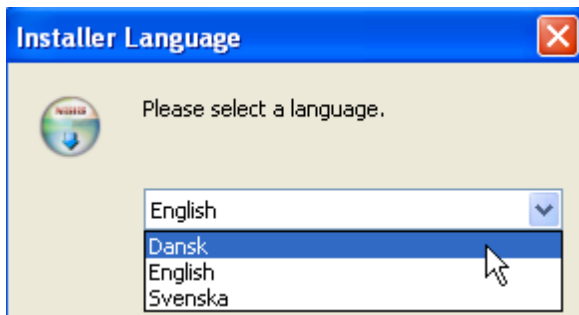 Installer Language
Please select a language.
English
Dansk
English
Svenska